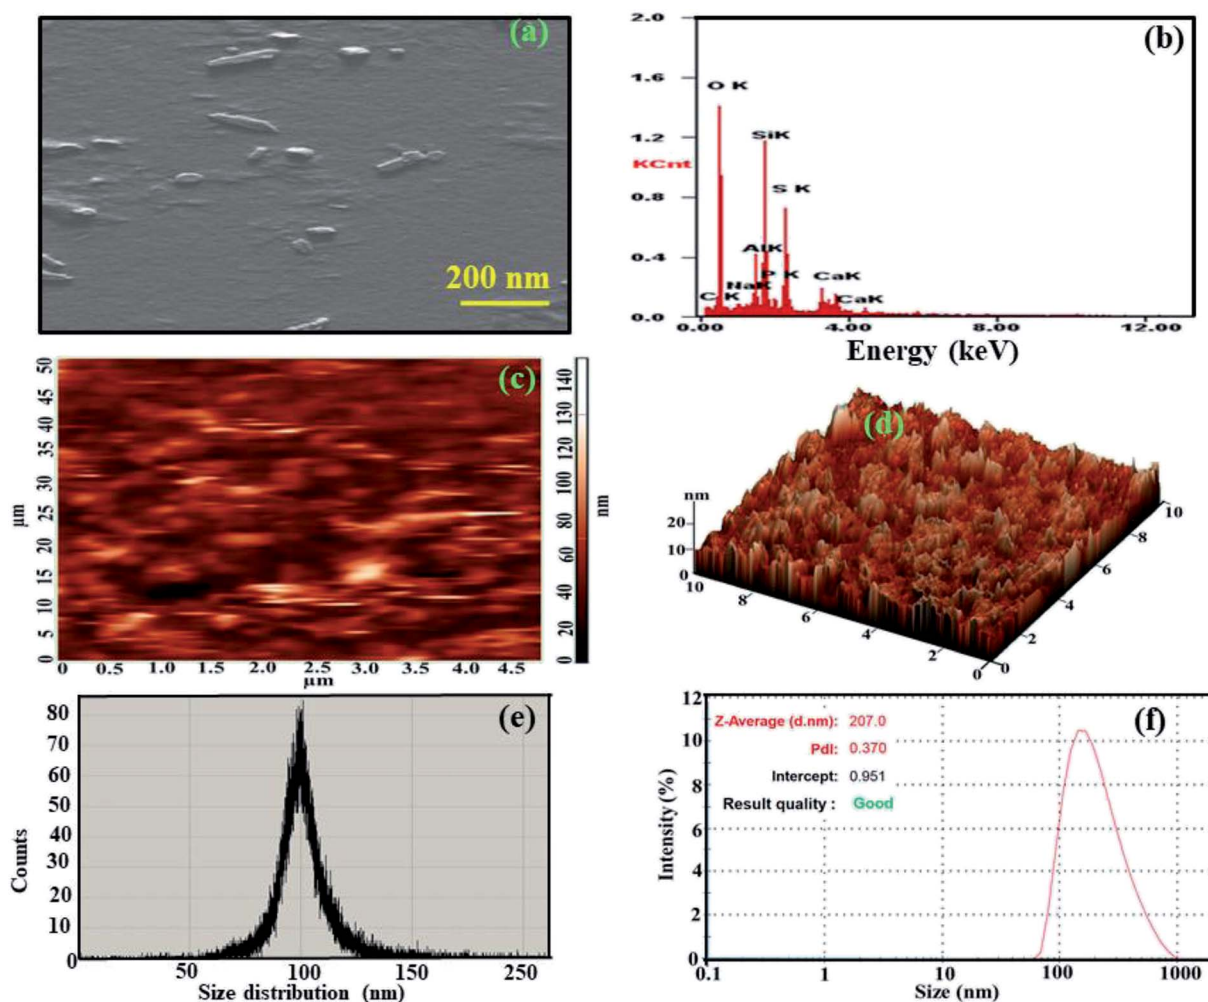 (a)
200 nm
(b)
2.0
1.6
1.2
0.8
0.4
0.0
KCnt
O K
SiK
S K
AlK
P K
NaK
C K
CaK
CaK
0.00 4.00 8.00 12.00
Energy (keV)
(c)
50
45
40
35
30
25
20
15
10
5
0
µm
0 0.5 1.0 1.5 2.0 2.5 3.0 3.5 4.0 4.5
µm
140
120
100
80
60
40
20
0
nm
(d)
nm
20
10
0
10 8 6 4 2 0
0 2 4 6 8 10
(e)
80
70
60
50
40
30
20
10
0
Counts
50 100 150 250
Size distribution (nm)
(f)
12
10
8
6
4
2
0
Intensity (%)
Z-Average (d.nm): 207.0
PdI: 0.370
Intercept: 0.951
Result quality : Good
0.1 1 10 100 1000
Size (nm)